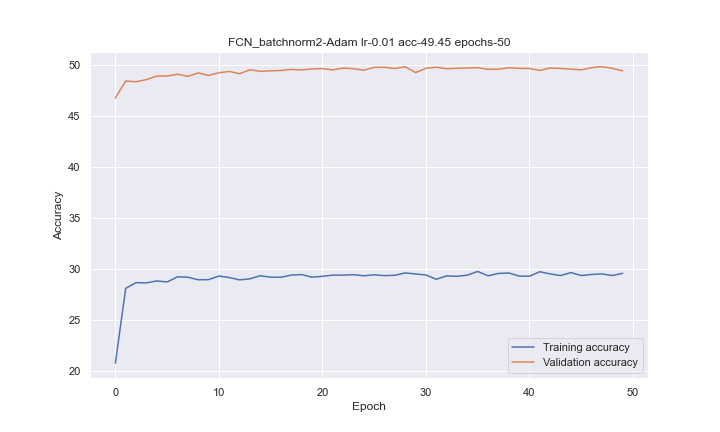 FCN_batchnorm2-Adam lr-0.01 acc-49.45 epochs-50
50
45
40
35
30
25
20
Accuracy
0 10 20 30 40 50
Epoch
Training accuracy
Validation accuracy